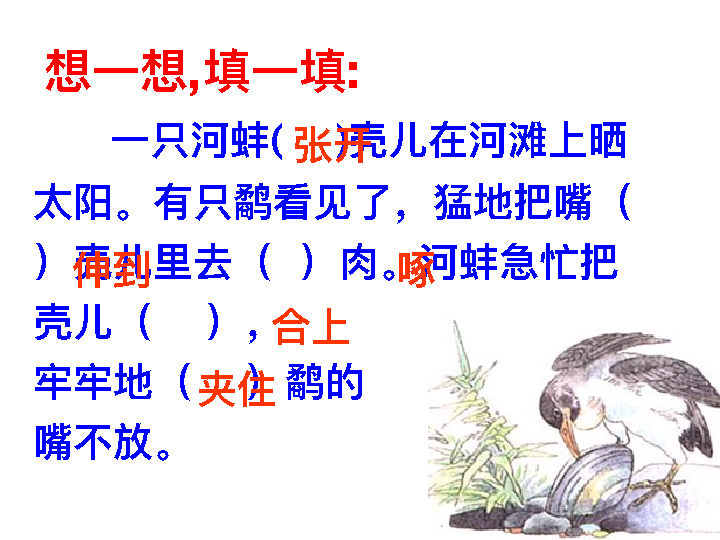 想一想,填一填:
一只河蚌( 张开 )壳儿在河滩上晒
太阳。有只鹬看见了，猛地把嘴（
伸到
）壳儿里去（ ）肉。河蚌急忙把
啄
壳儿（ ），
合上
牢牢地（ 夹住 ）鹬的
嘴不放。